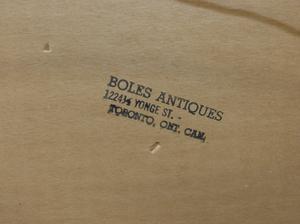 BOLES ANTIQUES
1224½ YONGE ST. -
TORONTO, ONT. CAN.